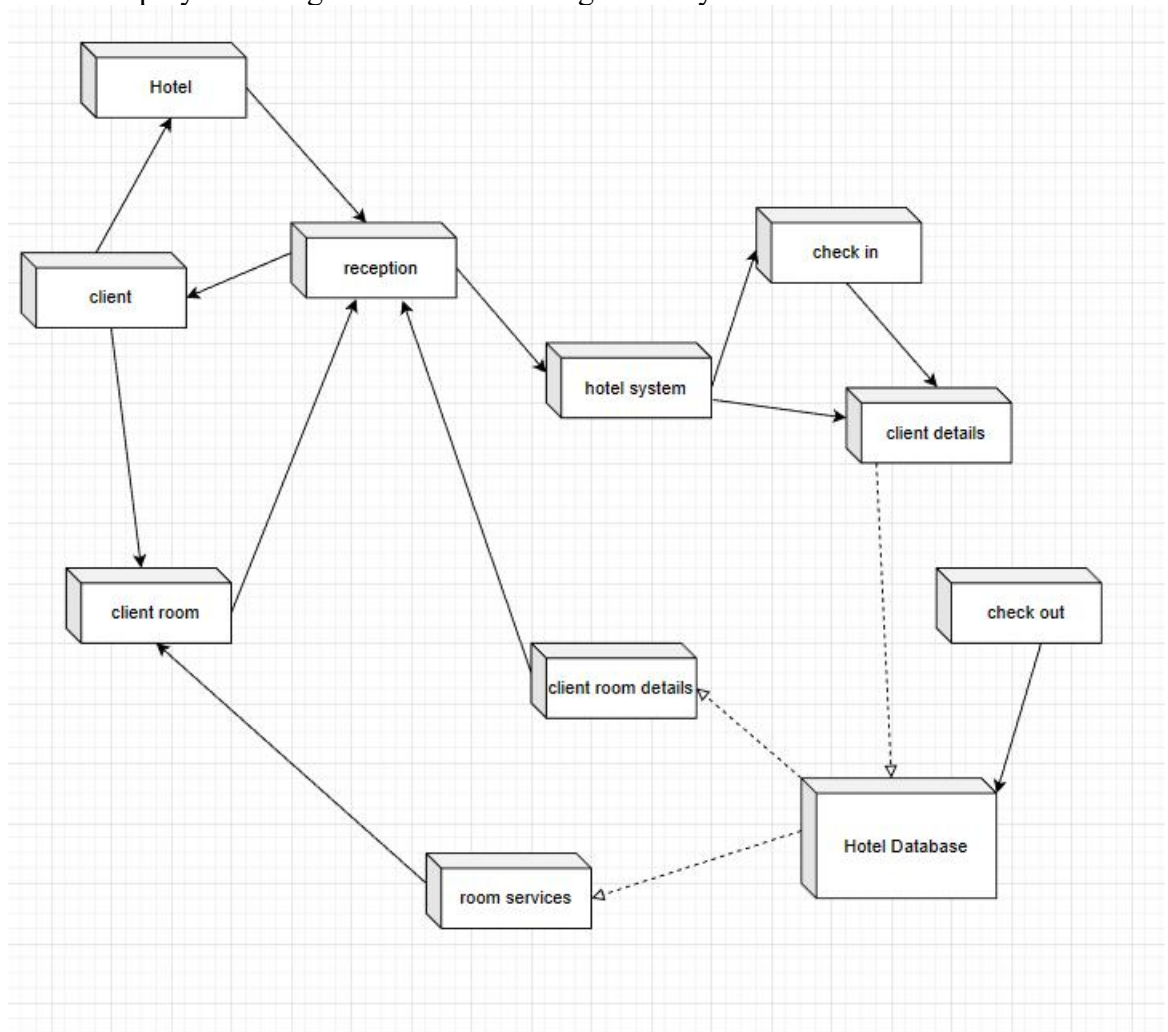 Hotel
check in
reception
client
hotel system
client details
client room
check out
client room details
Hotel Database
room services